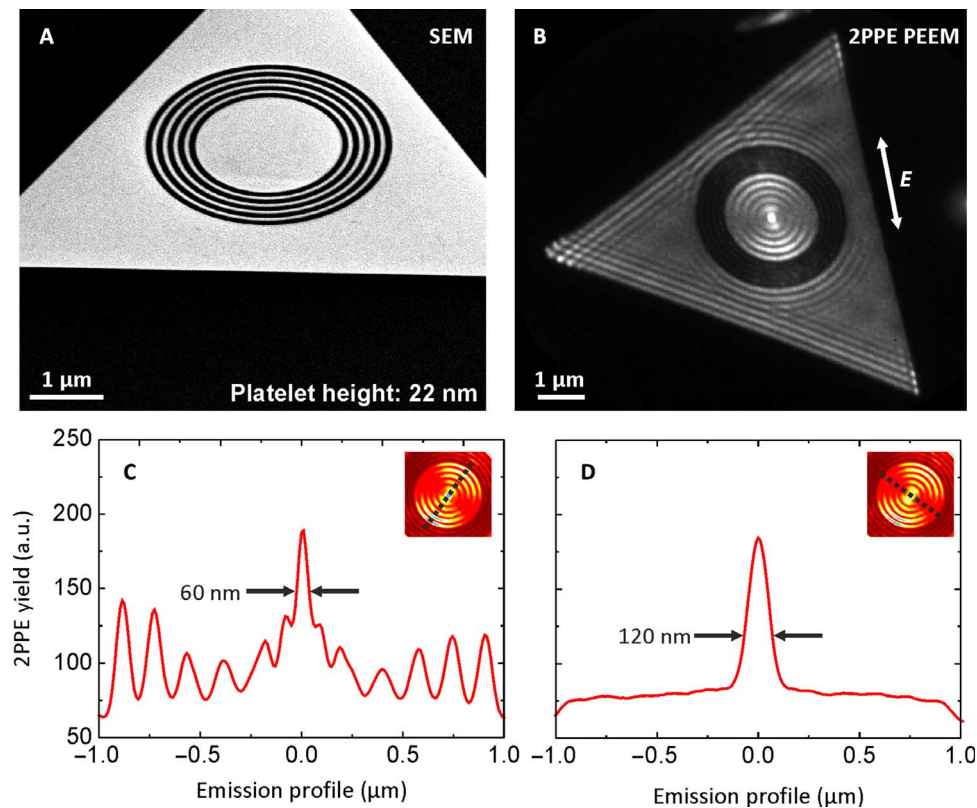 A
SEM
1 µm
Platelet height: 22 nm
B
2PPE PEEM
E
1 µm
C
2PPE yield (a.u.)
250
200
150
100
50
60 nm
−1.0
−0.5
0.0
0.5
1.0
Emission profile (µm)
D
120 nm
−1.0
−0.5
0.0
0.5
1.0
Emission profile (µm)